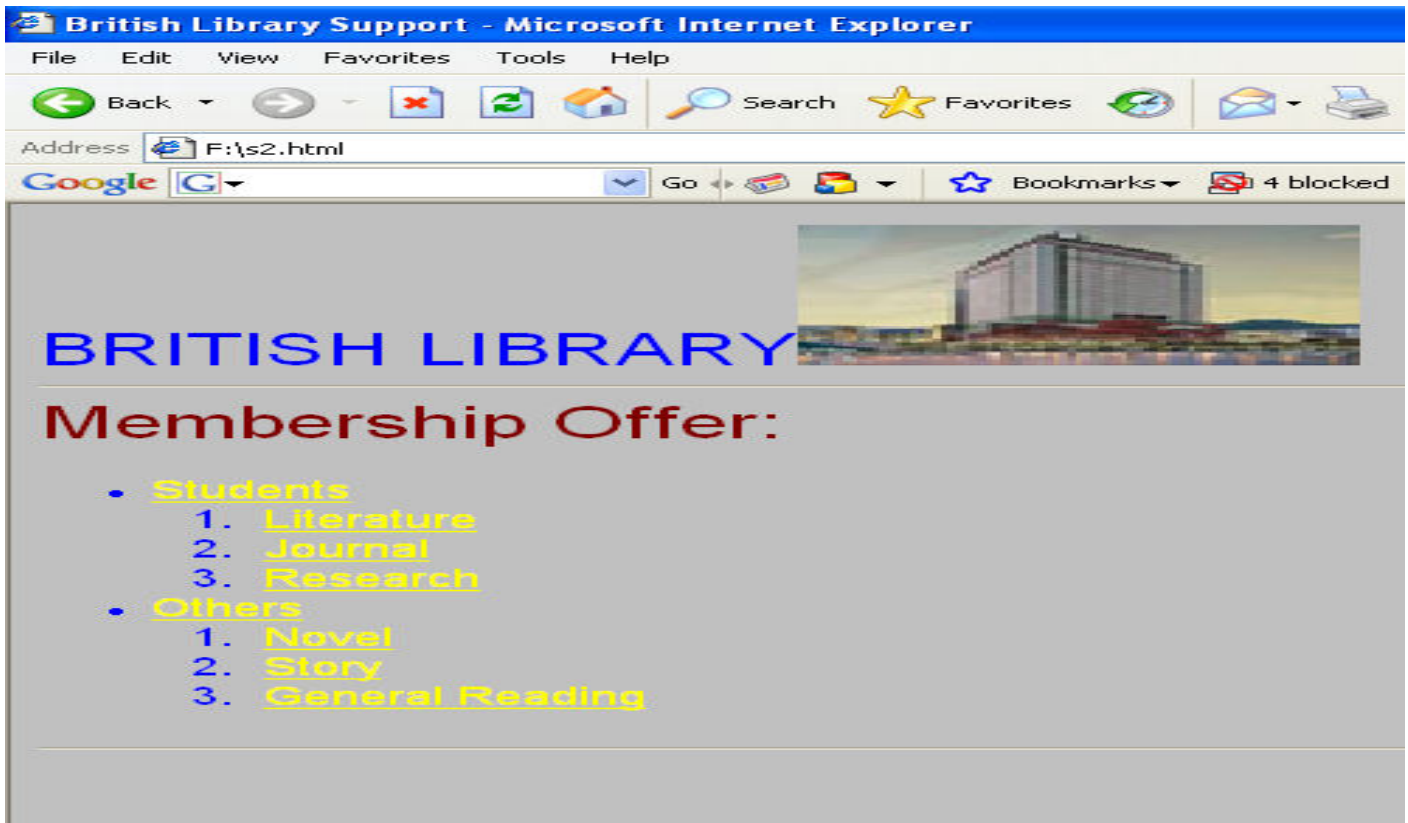 British Library Support - Microsoft Internet Explorer
File Edit View Favorites Tools Help
Back Search Favorites
Address F:\s2.html
Google G Go Bookmarks 4 blocked
BRITISH LIBRARY
Membership Offer:
• Students
1. Literature
2. Journal
3. Research
• Others
1. Novel
2. Story
3. General Reading